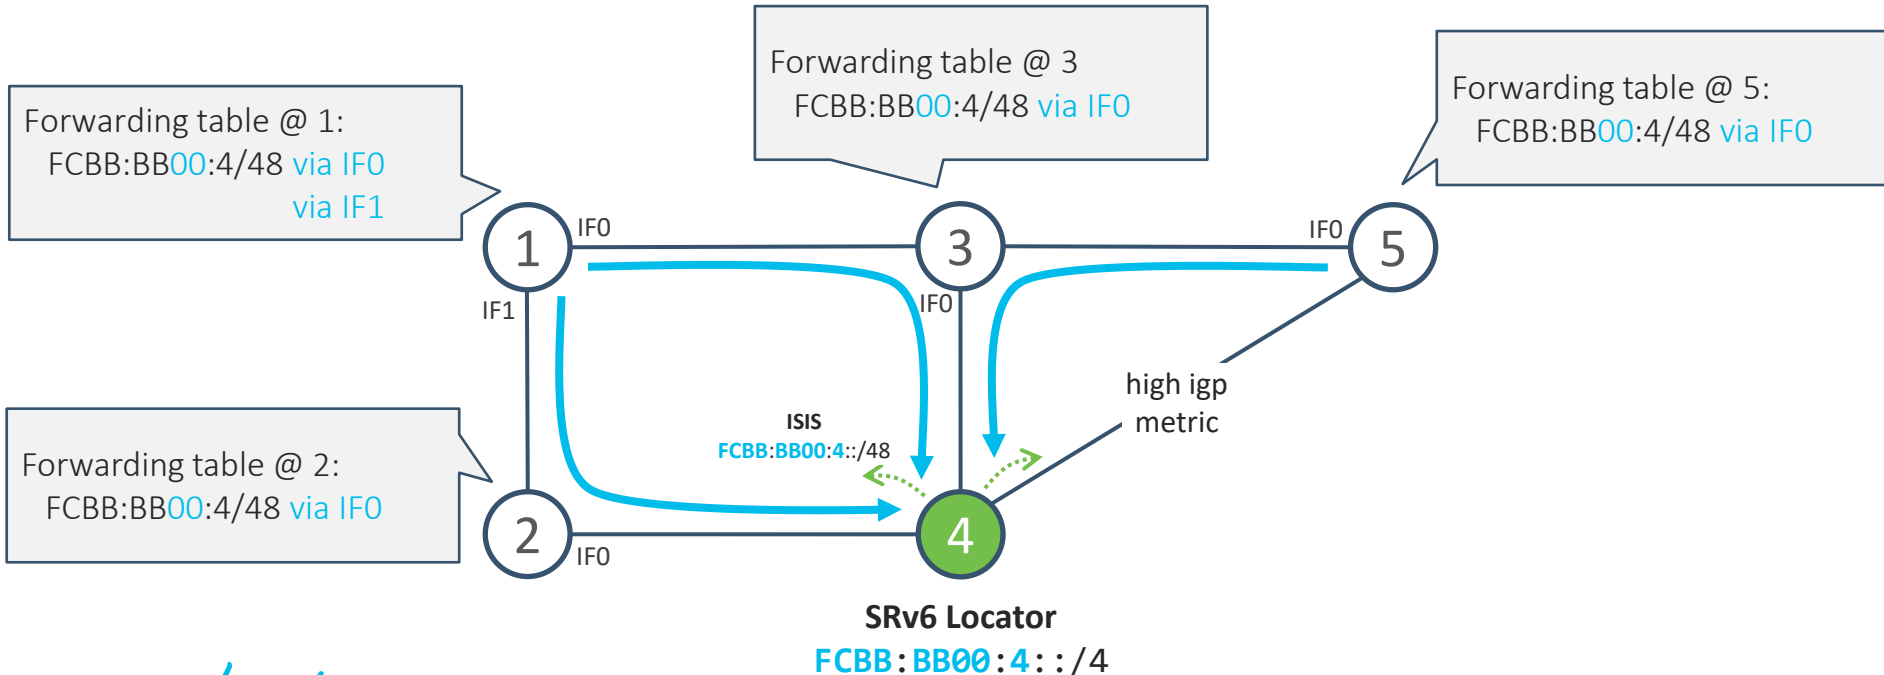 Forwarding table @ 1:
FCBB:BB00:4/48 via IF0
via IF1
Forwarding table @ 3
FCBB:BB00:4/48 via IF0
Forwarding table @ 5:
FCBB:BB00:4/48 via IF0
1
IF0
3
IF0
5
IF1
IF0
high igp
metric
ISIS
FCBB:BB00:4::/48
Forwarding table @ 2:
FCBB:BB00:4/48 via IF0
2
IF0
4
SRv6 Locator
FCBB:BB00:4::/4